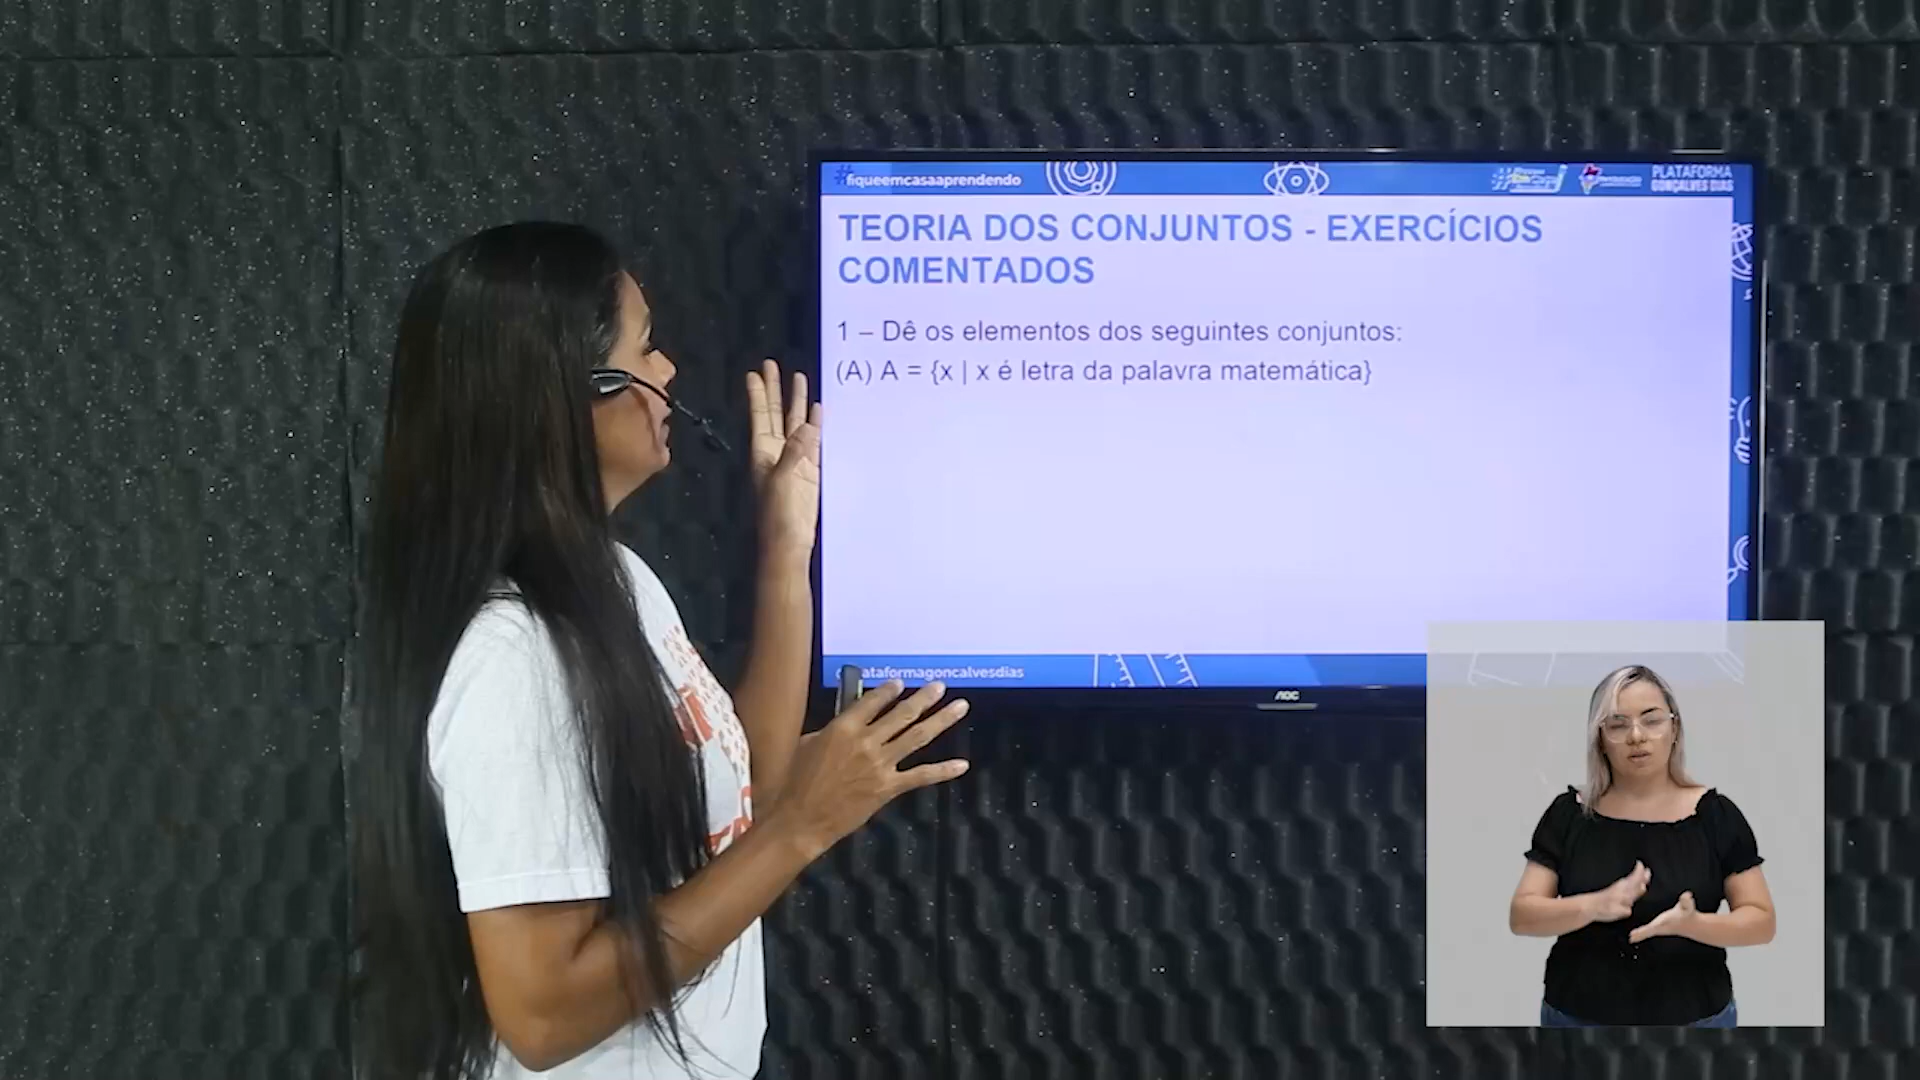 #fiqueemcasaaprendendo
PLATAFORMA
GONÇALVES DIAS
TEORIA DOS CONJUNTOS - EXERCÍCIOS
COMENTADOS
1 – Dê os elementos dos seguintes conjuntos:
(A) A = {x | x é letra da palavra matemática}
ataformagoncalvesdias
AOC